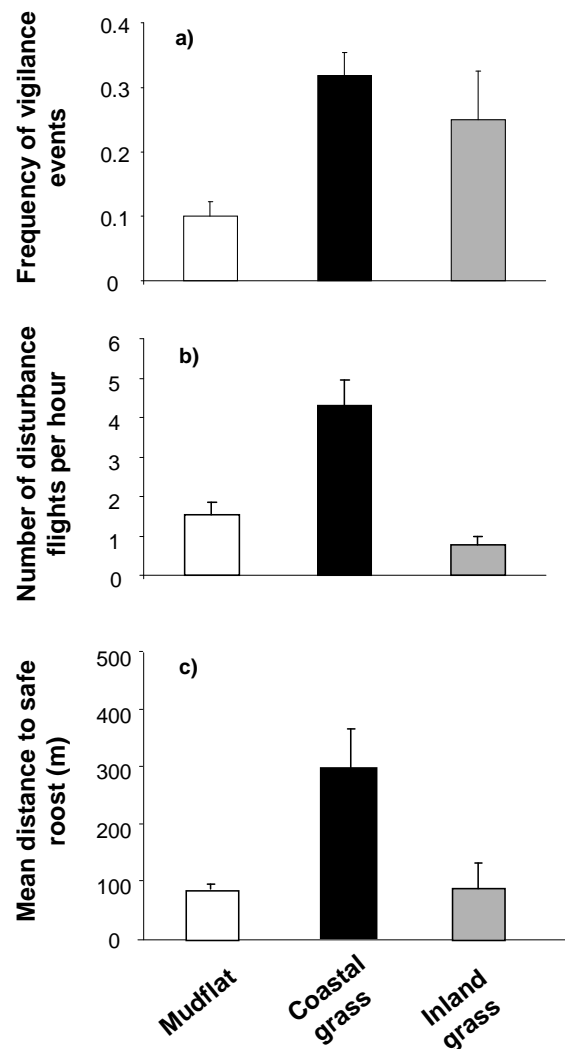 a)
Frequency of vigilance
events
0.4
0.3
0.2
0.1
0
b)
Number of disturbance
flights per hour
6
5
4
3
2
1
0
c)
Mean distance to safe
roost (m)
500
400
300
200
100
0
Mudflat
Coastal
grass
Inland
grass